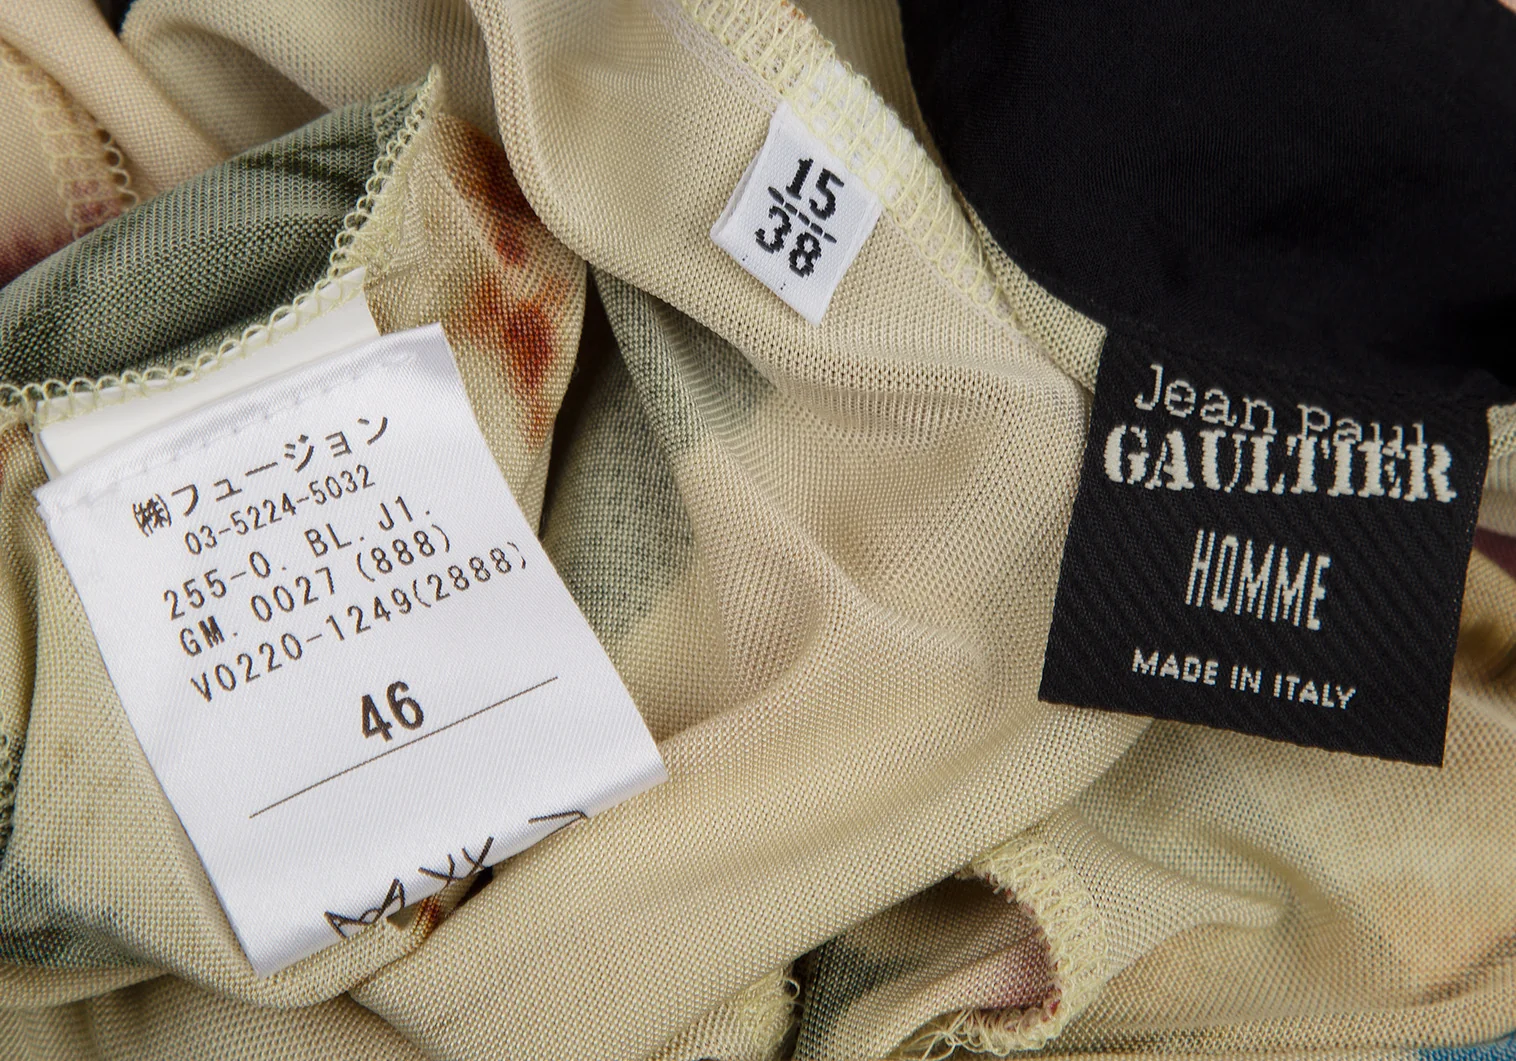 15
38
㈱フュージョン
03-5224-5032
255-0. BL. J1.
GM. 0027 (888)
V0220-1249(2888)
46
Jean Paul
GAULTIER
HOMME
MADE IN ITALY